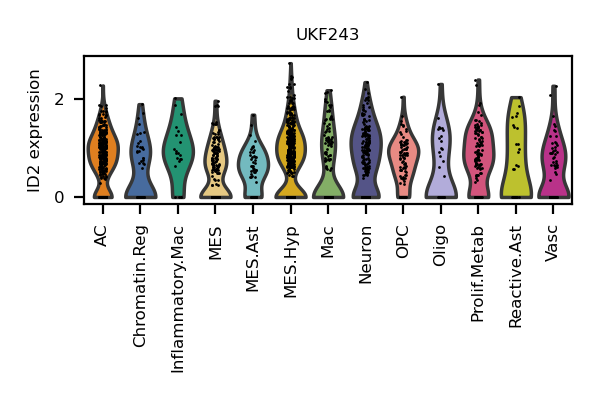 UKF243
ID2 expression
2
0
AC
Chromatin.Reg
Inflammatory.Mac
MES
MES.Ast
MES.Hyp
Mac
Neuron
OPC
Oligo
Prolif.Metab
Reactive.Ast
Vasc